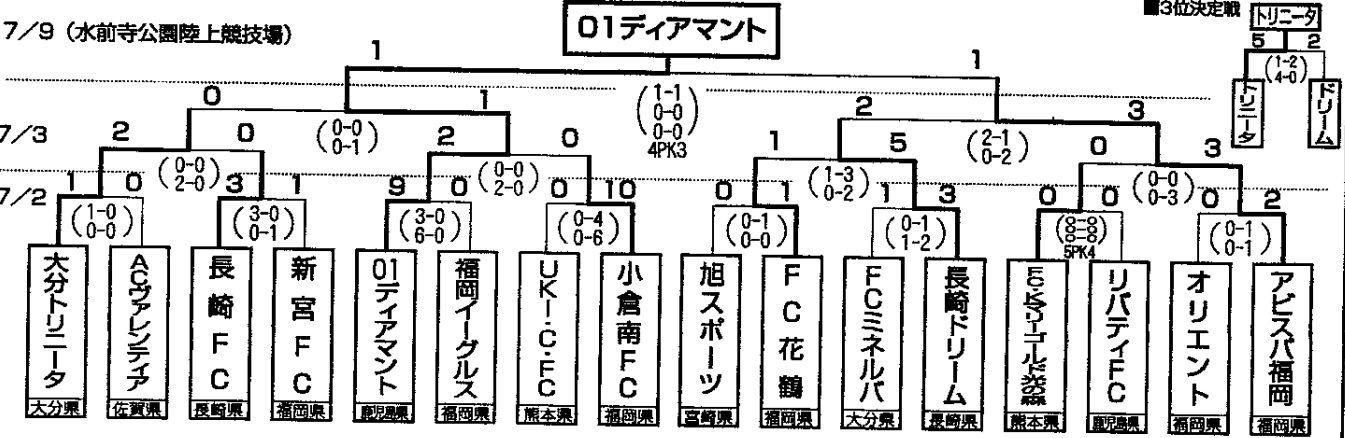 7/9（水前寺公園陸上競技場）
01ディアマント
■3位決定戦
トリニータ
5 2
(1-2
4-0)
トリニータ
ドリーム
1 1
(1-1
0-0
0-0
4PK3)
7/3
0 1 2 3
(0-0
0-1)
(2-1
0-2)
2 0 2 0 1 5 0 3
(0-0
2-0)
(0-0
2-0)
(1-3
0-2)
(0-0
0-3)
7/2
1 0 3 1 9 0 0 10 0 1 1 3 0 0 0 2
(1-0
0-0)
(3-0
0-1)
(3-0
6-0)
(0-4
0-6)
(0-1
0-0)
(0-1
1-2)
5PK4
(0-1
0-1)
大分トリニータ
大分県
ACヴァレンティア
佐賀県
長崎FC
長崎県
新宮FC
福岡県
01ディアマント
鹿児島県
福岡イーグルス
福岡県
UKI・C・FC
熊本県
小倉南FC
福岡県
旭スポーツ
宮崎県
FC花鶴
福岡県
FCミネルバ
大分県
長崎ドリーム
長崎県
熊本県
リバティFC
鹿児島県
オリエント
福岡県
アビスパ福岡
福岡県